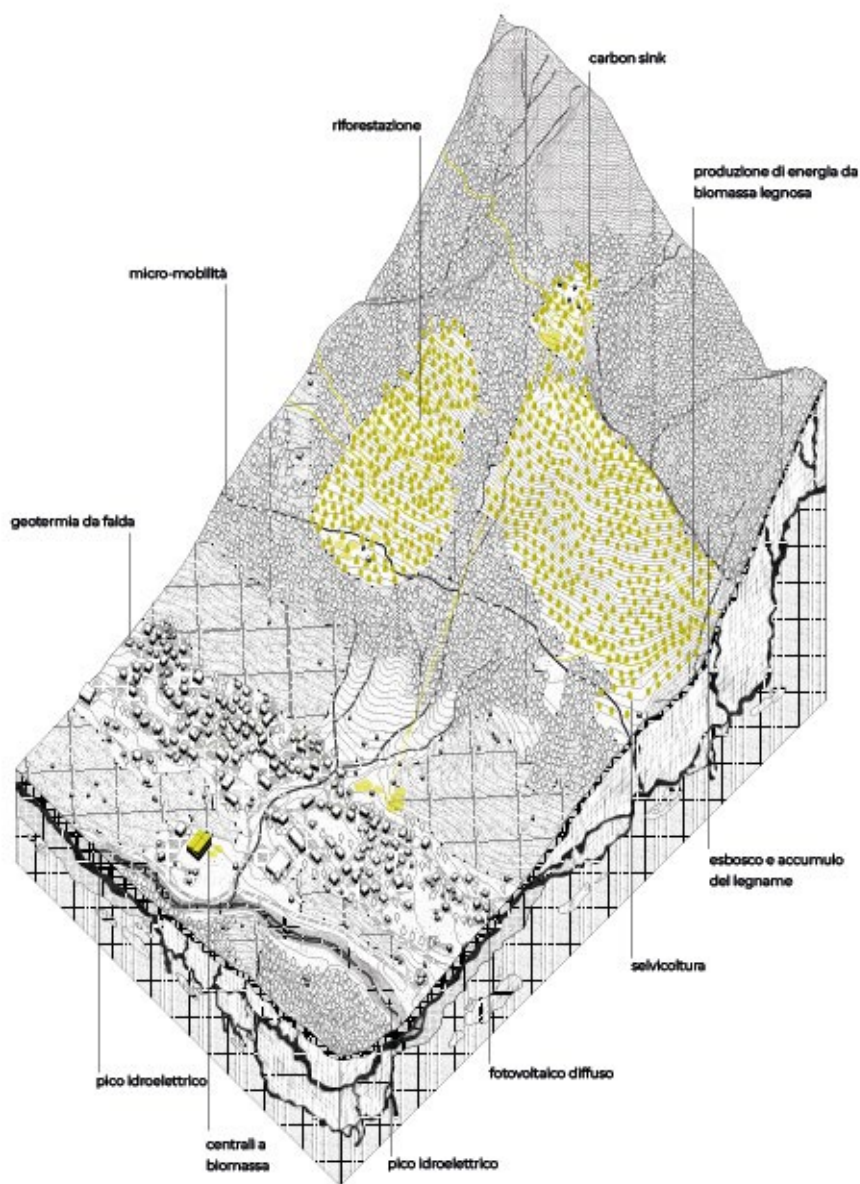 carbon sink
riforestazione
produzione di energia da
biomassa legnosa
micro-mobilità
geotermia da falda
esbosco e accumulo
del legname
selvicoltura
fotovoltaico diffuso
pico idroelettrico
centrali a
biomassa
pico idroelettrico